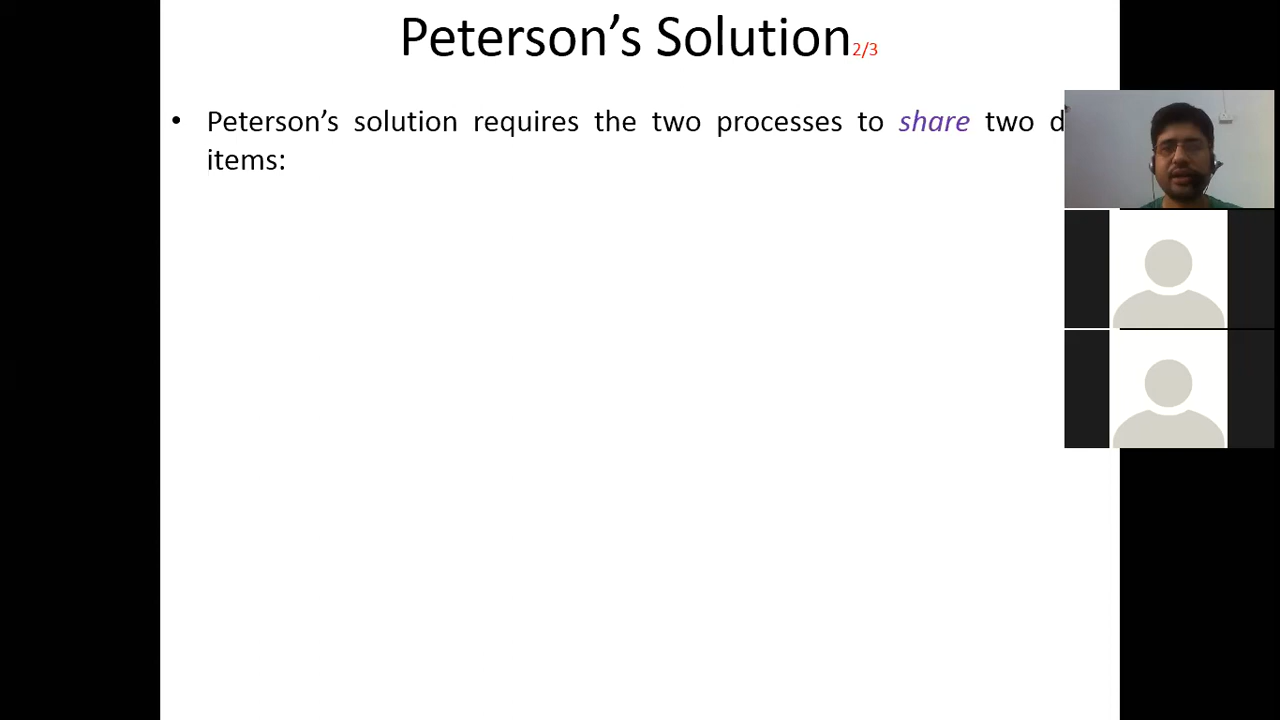 Peterson's Solution2/3
• Peterson's solution requires the two processes to share two
items: